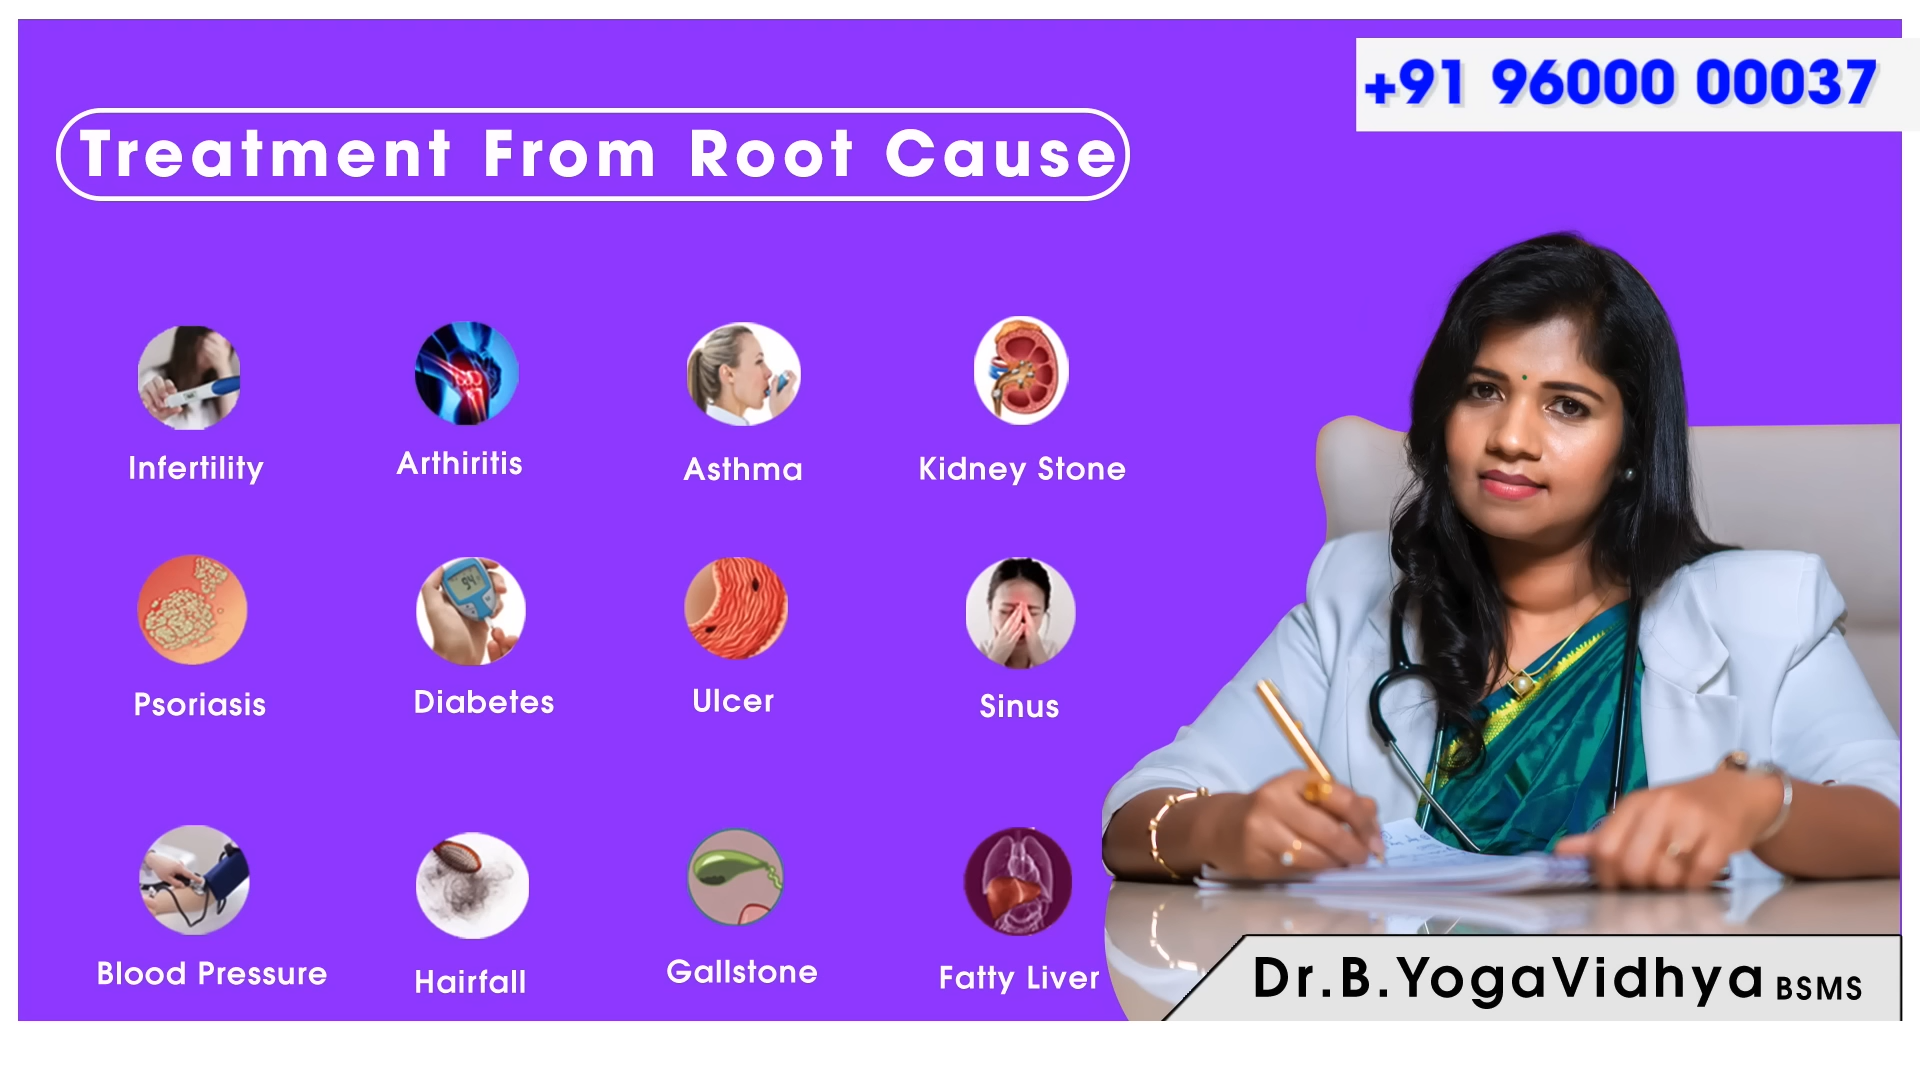 +91 96000 00037
Treatment From Root Cause
Infertility
Arthiritis
Asthma
Kidney Stone
Psoriasis
Diabetes
Ulcer
Sinus
Blood Pressure
Hairfall
Gallstone
Fatty Liver
Dr.B.YogaVidhya BSMS